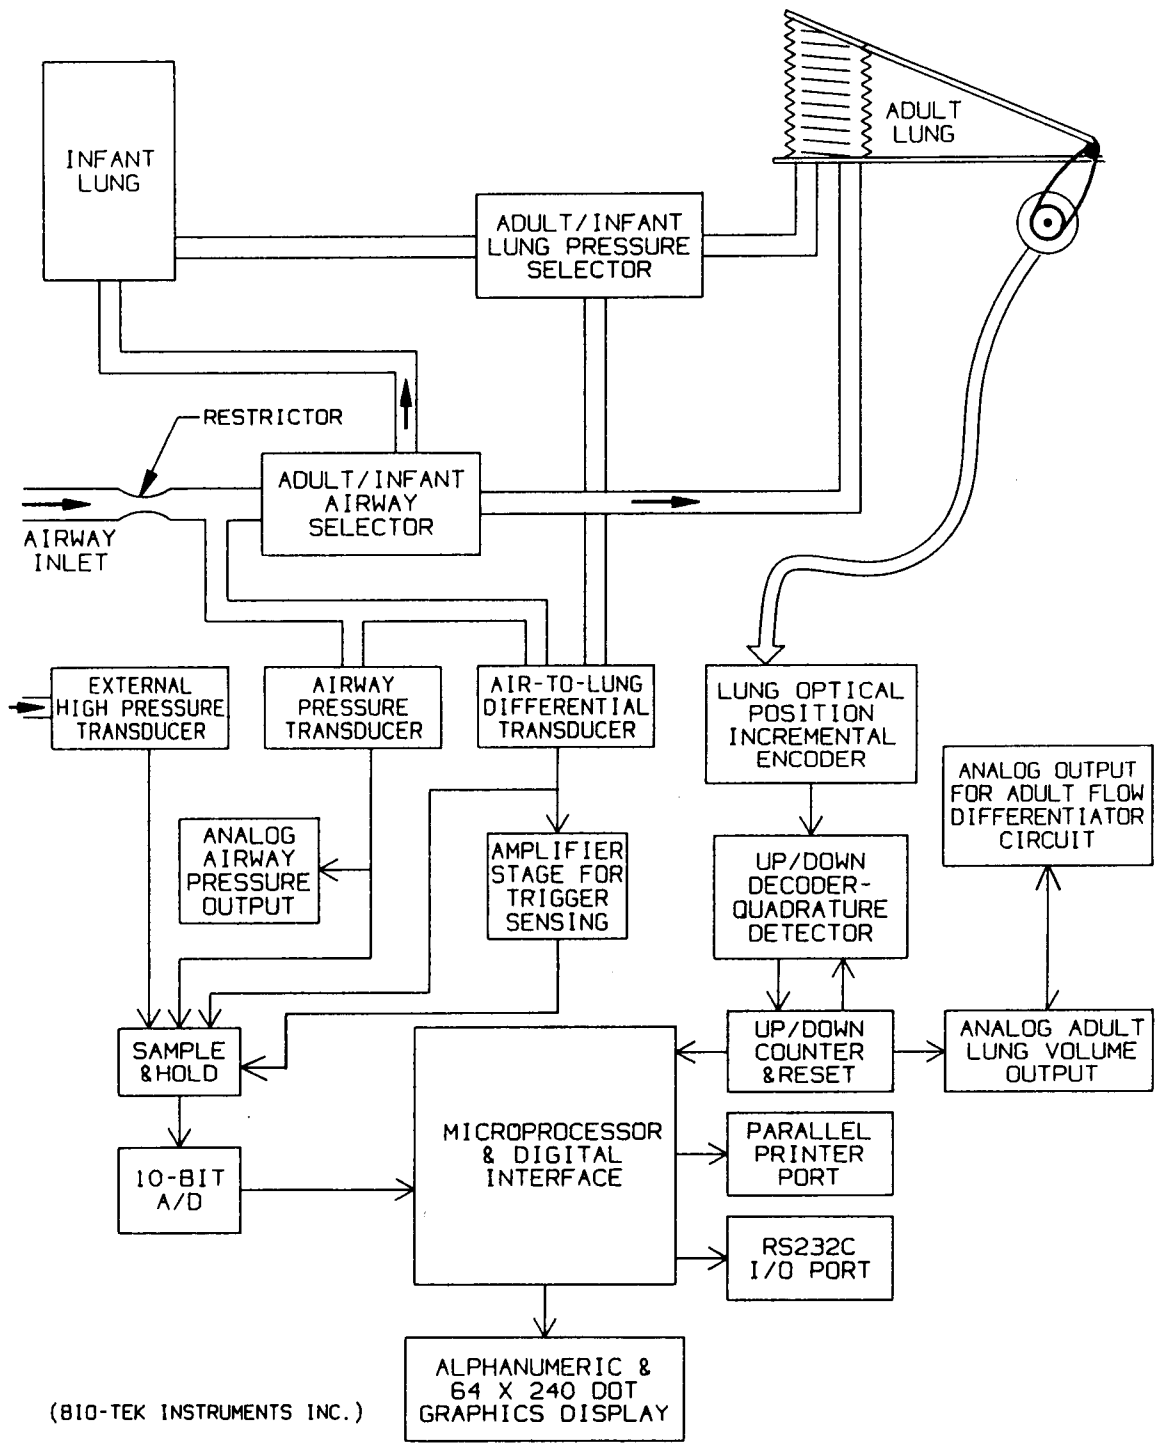 ADULT
LUNG
INFANT
LUNG
ADULT/INFANT
LUNG PRESSURE
SELECTOR
RESTRICTOR
ADULT/INFANT
AIRWAY
SELECTOR
AIRWAY
INLET
EXTERNAL
HIGH PRESSURE
TRANSDUCER
AIRWAY
PRESSURE
TRANSDUCER
AIR-TO-LUNG
DIFFERENTIAL
TRANSDUCER
LUNG OPTICAL
POSITION
INCREMENTAL
ENCODER
ANALOG OUTPUT
FOR ADULT FLOW
DIFFERENTIATOR
CIRCUIT
ANALOG
AIRWAY
PRESSURE
OUTPUT
AMPLIFIER
STAGE FOR
TRIGGER
SENSING
UP/DOWN
DECODER-
QUADRATURE
DETECTOR
SAMPLE
&HOLD
UP/DOWN
COUNTER
&RESET
ANALOG ADULT
LUNG VOLUME
OUTPUT
MICROPROCESSOR
& DIGITAL
INTERFACE
PARALLEL
PRINTER
PORT
10-BIT
A/D
RS232C
I/O PORT
ALPHANUMERIC &
64 X 240 DOT
GRAPHICS DISPLAY
(BIO-TEK INSTRUMENTS INC.)